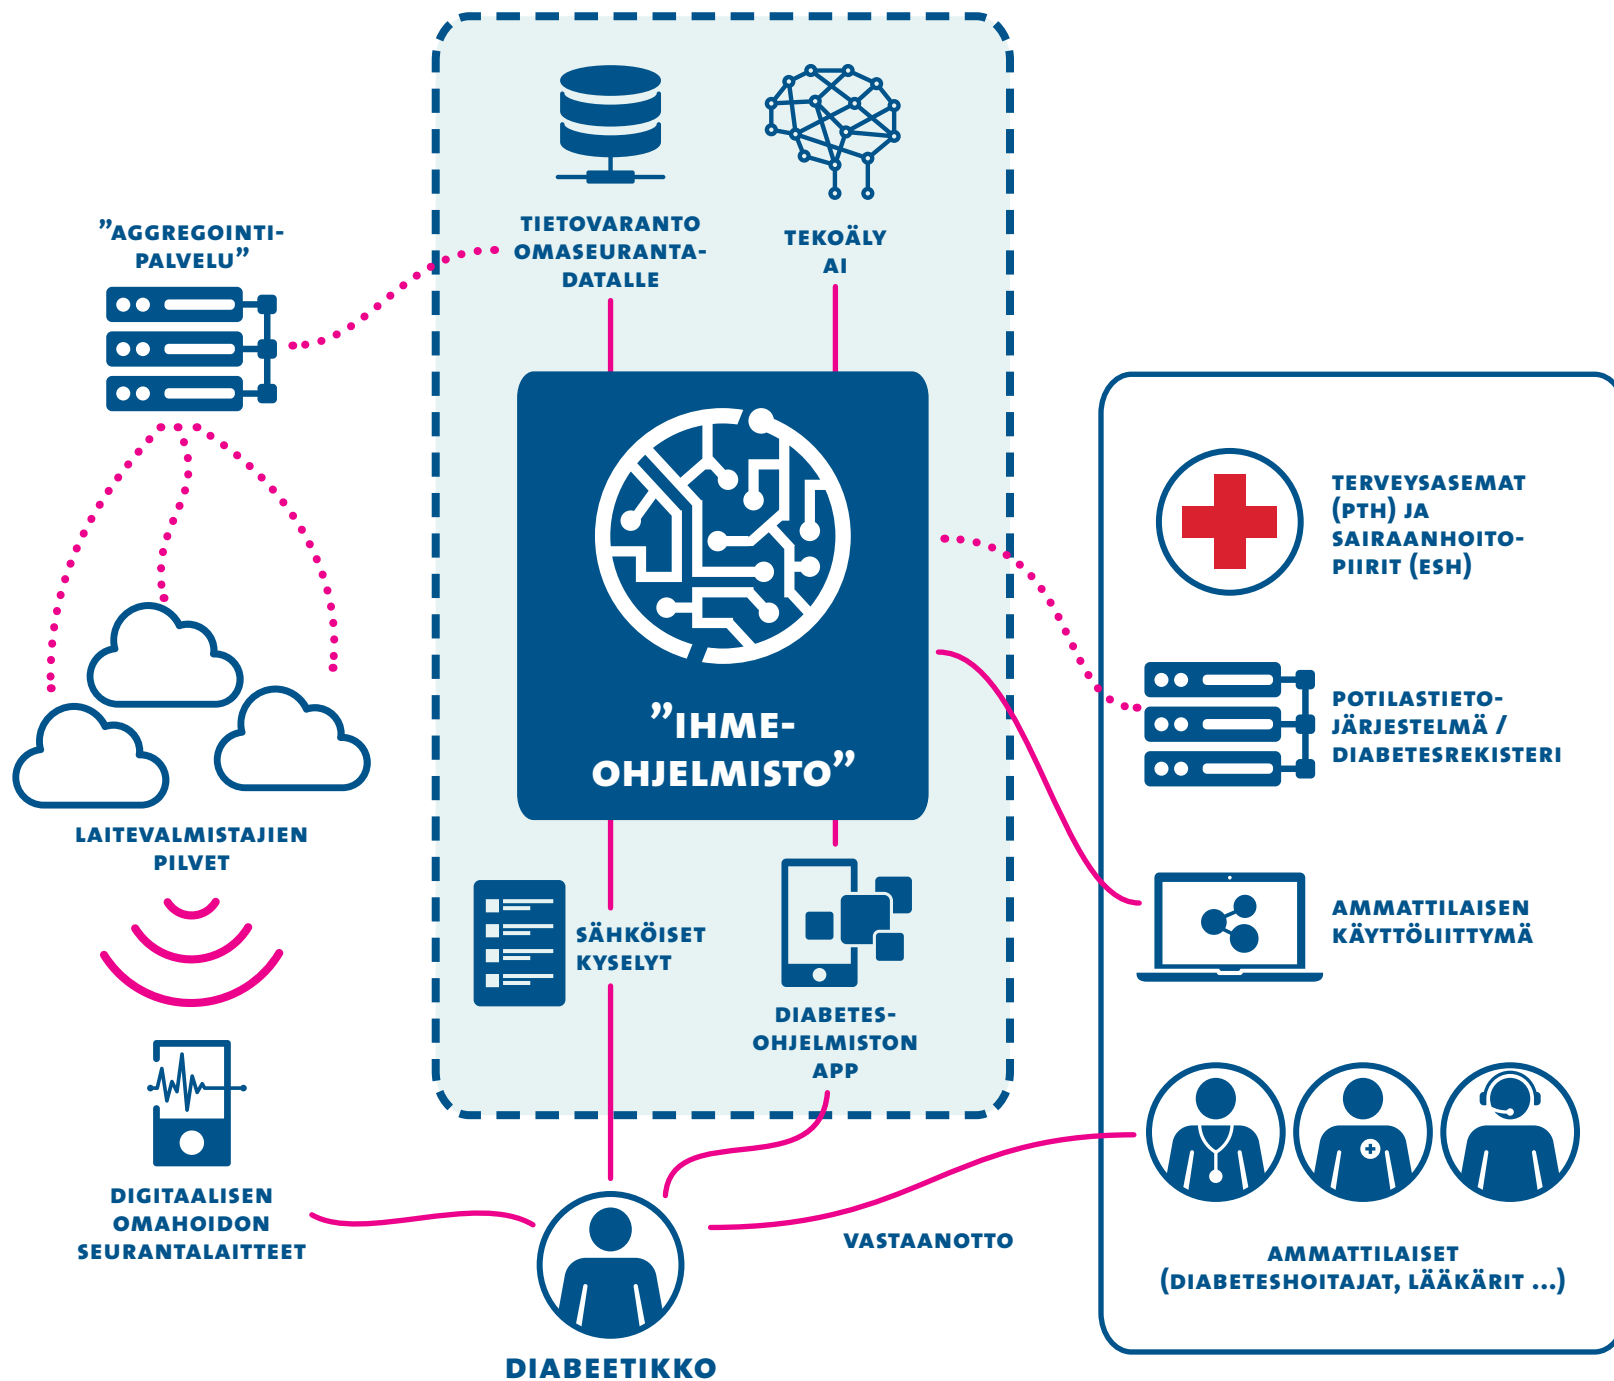 ”AGGREGOINTI-
PALVELU”
TIETOVARANTO
OMASEURANTA-
DATALLE
TEKOÄLY
AI
”IHME-
OHJELMISTO”
TERVEYSASEMAT
(PTH) JA
SAIRAANHOITO-
PIIRIT (ESH)
POTILASTIETO-
JÄRJESTELMÄ /
DIABETESREKISTERI
LAITEVALMISTAJIEN
PILVET
SÄHKÖISET
KYSELYT
DIABETES-
OHJELMISTON
APP
AMMATTILAISEN
KÄYTTÖLIITTYMÄ
DIGITAALISEN
OMAHOIDON
SEURANTALAITTEET
VASTAANOTTO
AMMATTILAISET
(DIABETESHOITAJAT, LÄÄKÄRIT ...)
DIABEETIKKO